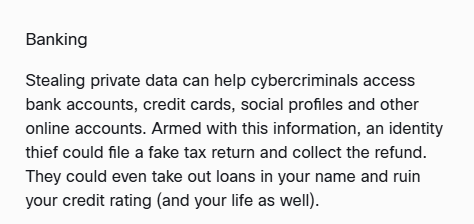 Banking
Stealing private data can help cybercriminals access
bank accounts, credit cards, social profiles and other
online accounts. Armed with this information, an identity
thief could file a fake tax return and collect the refund.
They could even take out loans in your name and ruin
your credit rating (and your life as well).